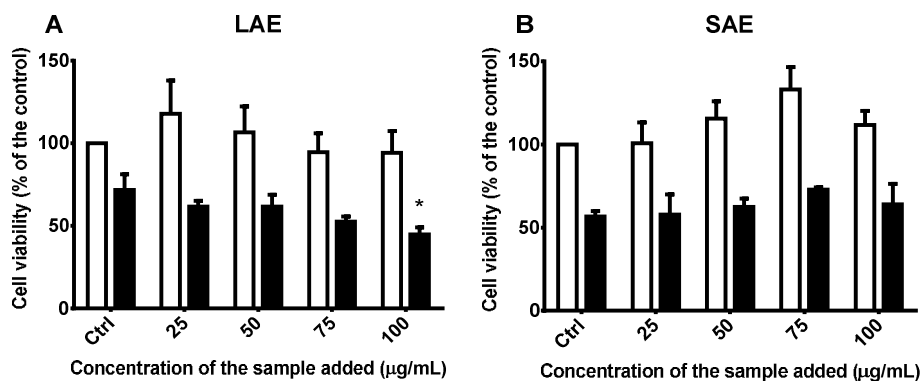 A
LAE
Cell viability (% of the control)
150
100
50
0
*
Ctrl
25
50
75
100
Concentration of the sample added (μg/mL)
B
SAE
Cell viability (% of the control)
150
100
50
0
Ctrl
25
50
75
100
Concentration of the sample added (μg/mL)